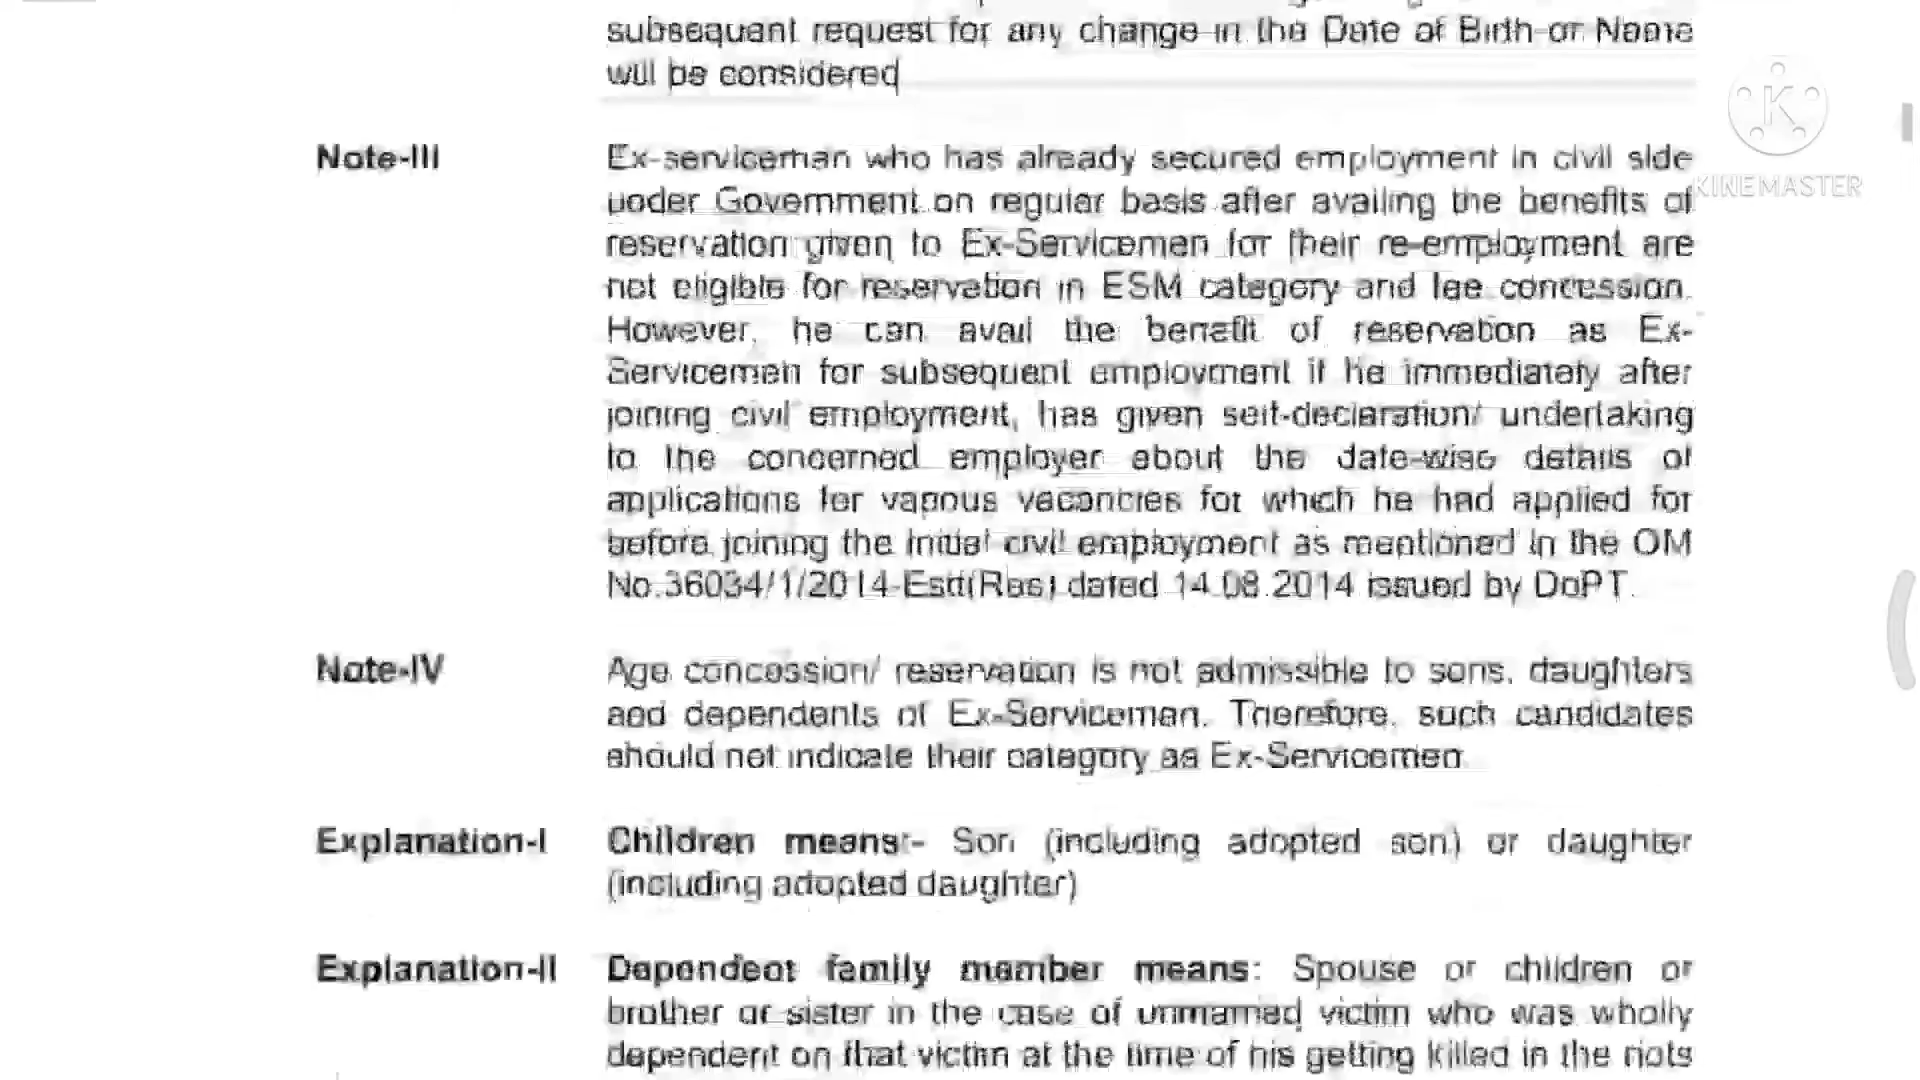 subsequent request for any change in the Date of Birth or Name
will be considered
Note-III
Ex-serviceman who has already secured employment in civil side
under Government on regular basis after availing the benefits of
reservation given to Ex-Servicemen for their re-employment are
not eligible for reservation in ESM category and fee concession.
However, he can avail the benefit of reservation as Ex-
Servicemen for subsequent employment if he immediately after
joining civil employment, has given self-declaration/ undertaking
to the concerned employer about the date-wise details of
applications for various vacancies for which he had applied for
before joining the initial civil employment as mentioned in the OM
No.36034/1/2014-Estt(Res) dated 14.08.2014 issued by DoPT.
Note-IV
Age concession/ reservation is not admissible to sons, daughters
and dependents of Ex-Servicemen. Therefore, such candidates
should not indicate their category as Ex-Servicemen.
Explanation-I
Children means:- Son (including adopted son) or daughter
(including adopted daughter)
Explanation-II
Dependent family member means: Spouse or children or
brother or sister in the case of unmarried victim who was wholly
dependent on that victim at the time of his getting killed in the riots
K
KINEMASTER